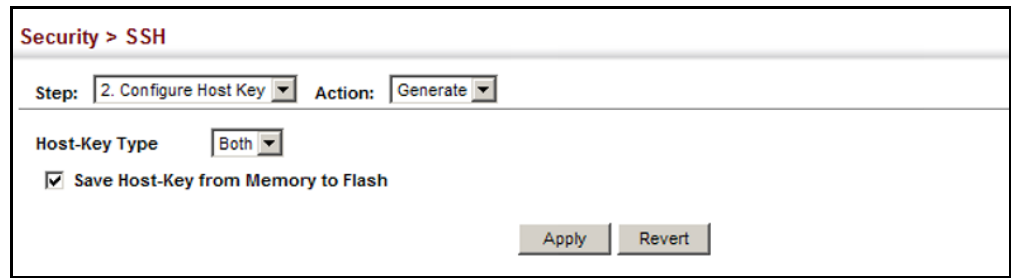 Security > SSH
Step: 2. Configure Host Key Action: Generate
Host-Key Type Both
Save Host-Key from Memory to Flash
Apply Revert